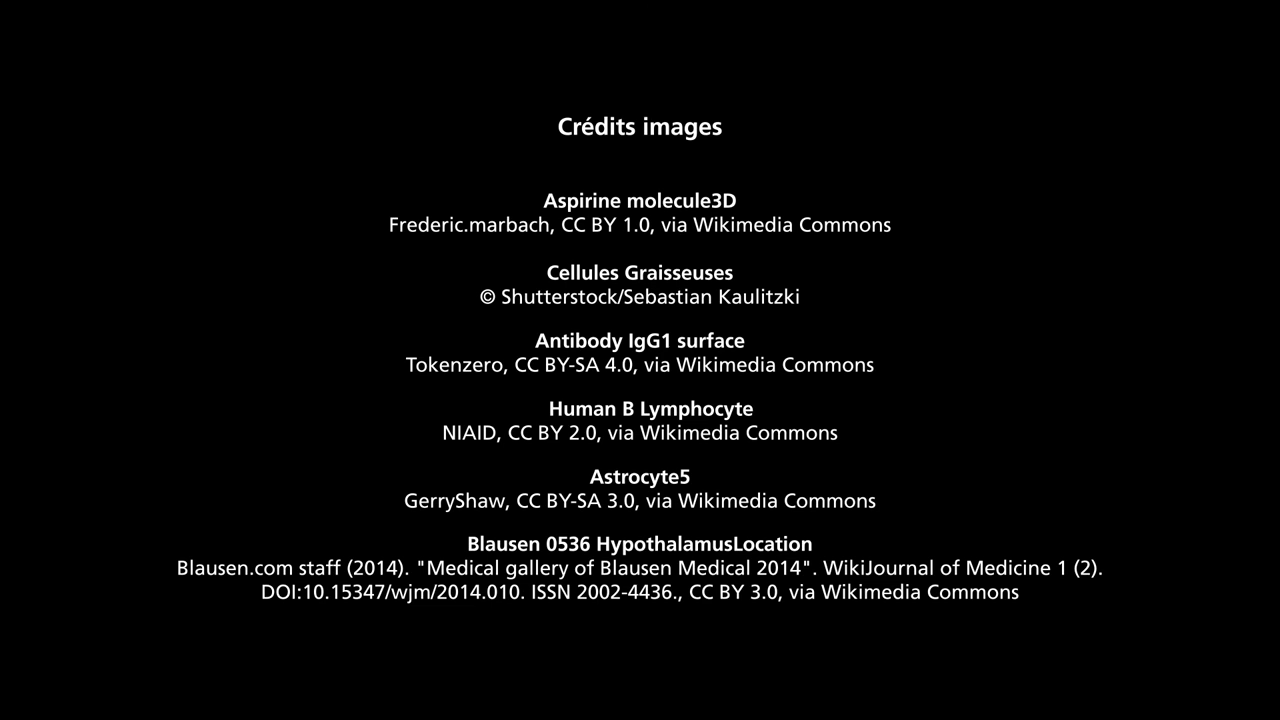 Crédits images
Aspirine molecule3D
Frederic.marbach, CC BY 1.0, via Wikimedia Commons
Cellules Graisseuses
© Shutterstock/Sebastian Kaulitzki
Antibody IgG1 surface
Tokenzero, CC BY-SA 4.0, via Wikimedia Commons
Human B Lymphocyte
NIAID, CC BY 2.0, via Wikimedia Commons
Astrocyte5
GerryShaw, CC BY-SA 3.0, via Wikimedia Commons
Blausen 0536 HypothalamusLocation
Blausen.com staff (2014). "Medical gallery of Blausen Medical 2014". WikiJournal of Medicine 1 (2).
DOI:10.15347/wjm/2014.010. ISSN 2002-4436., CC BY 3.0, via Wikimedia Commons